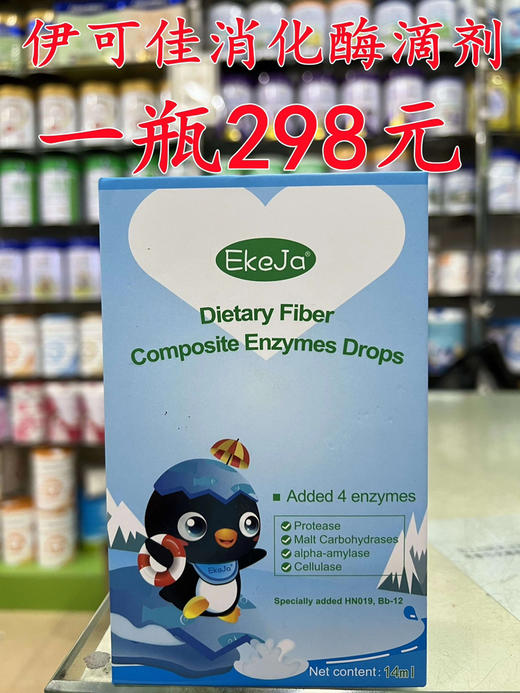 伊可佳消化酶滴剂
一瓶298元
EkeJa®
Dietary Fiber
Composite Enzymes Drops
Added 4 enzymes
Protease
Malt Carbohydrases
alpha-amylase
Cellulase
EkeJa
Specially added HN019, Bb-12
Net content: 14ml